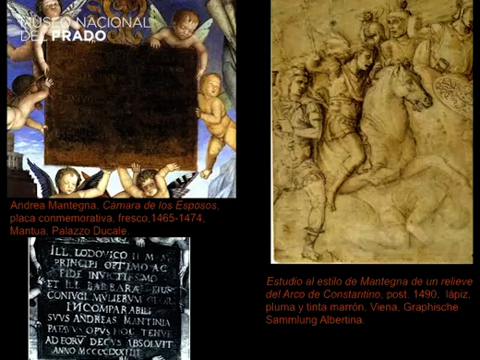 MUSEO NACIONAL
DEL PRADO
Andrea Mantegna, Cámara de los Esposos,
placa conmemorativa, fresco,1465-1474,
Mantua, Palazzo Ducale.
ILL. LODOVICO II M M
PRINCIPI OPTIMO AC
FIDE INVICTISSIMO
ET ILL. BARBARAE EJUS
CONIVGI MVLIERVM GLOR
INCOMPARABILI
SVVS ANDREAS MANTINIA
PATAVVS OPVS HOC TENVE
AD EORV DECVS ABSOLVIT
ANNO MCCCCLXXIIII
Estudio al estilo de Mantegna de un relieve
del Arco de Constantino, post. 1490, lápiz,
pluma y tinta marrón, Viena, Graphische
Sammlung Albertina.